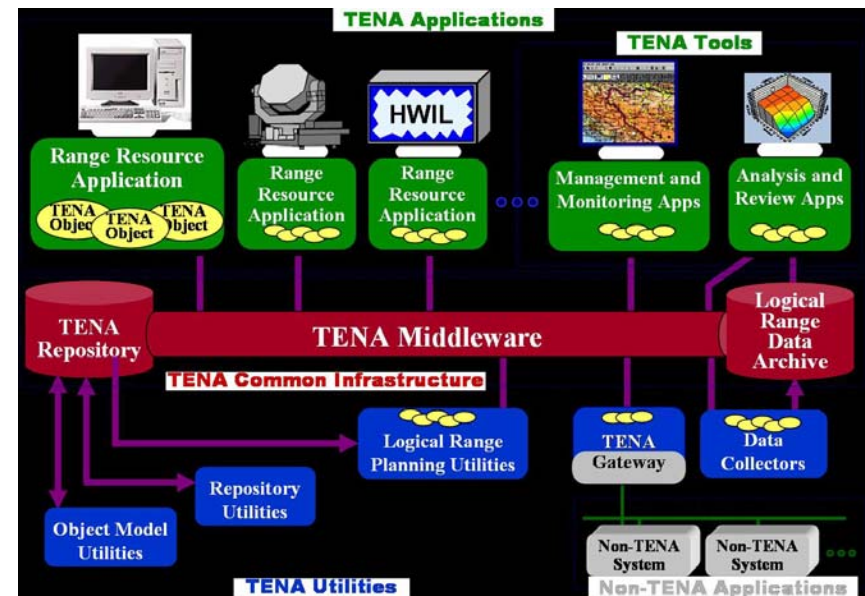 TENA Applications
TENA Tools
HWIL
Range Resource
Application
TENA
Object
TENA
Object
TENA
Object
Range
Resource
Application
Range
Resource
Application
Management and
Monitoring Apps
Analysis and
Review Apps
TENA
Repository
TENA Middleware
Logical
Range
Data
Archive
TENA Common Infrastructure
Logical Range
Planning Utilities
TENA
Gateway
Data
Collectors
Repository
Utilities
Object Model
Utilities
Non-TENA
System
Non-TENA
System
TENA Utilities
Non-TENA Applications